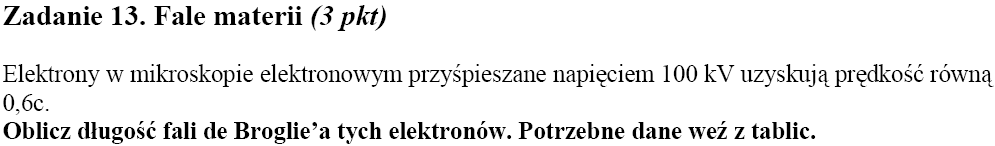 Zadanie 13. Fale materii (3 pkt)
Elektrony w mikroskopie elektronowym przyśpieszane napięciem 100 kV uzyskują prędkość równą
0,6c.
Oblicz długość fali de Broglie’a tych elektronów. Potrzebne dane weź z tablic.